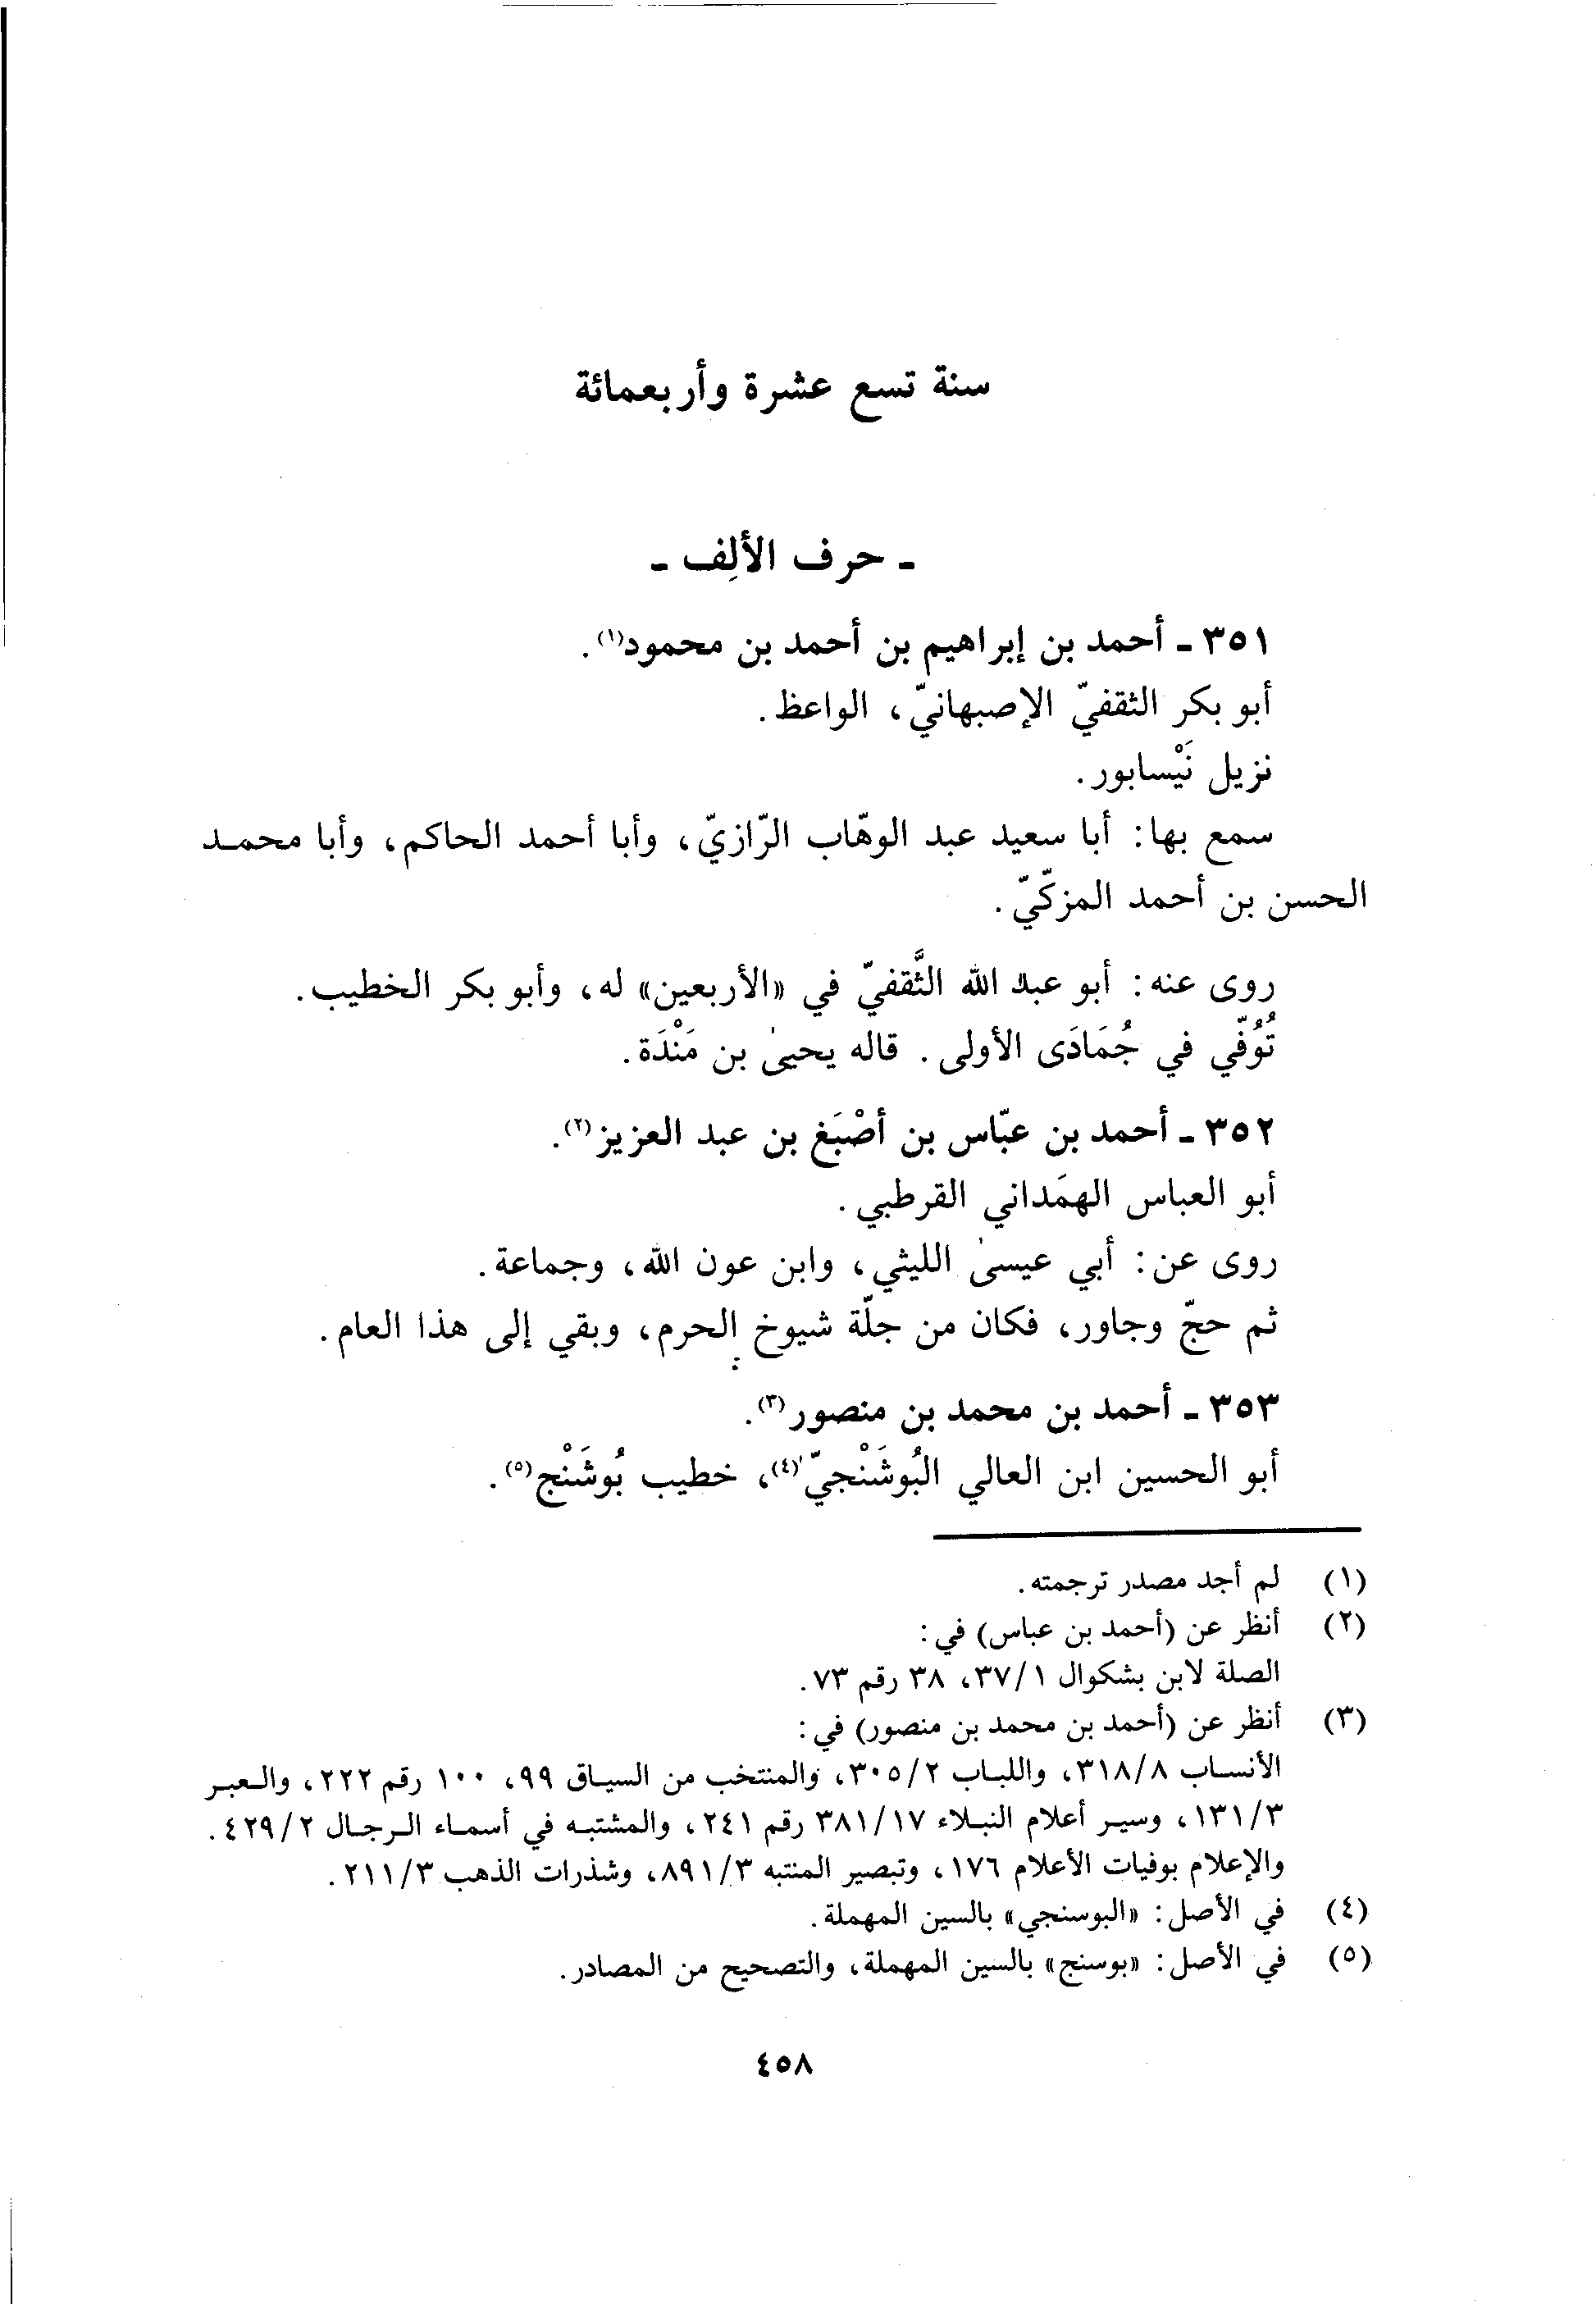 سنة تسع عشرة وأربعمائة
ـ حرف الألِف ـ
٣٥١ ـ أحمد بن إبراهيم بن أحمد بن محمود(١).
أبو بكر الثقفيّ الإصبهانيّ، الواعظ.
نزيل نَيْسابور.
سمع بها: أبا سعيد عبد الوهّاب الرّازيّ، وأبا أحمد الحاكم، وأبا محمـد
الحسن بن أحمد المزكّيّ.
روى عنه: أبو عبد الله الثَّقفيّ في «الأربعين» له، وأبو بكر الخطيب.
تُوُفّي في جُمَادَى الأولى. قاله يحيىٰ بن مَنْدَة.
٣٥٢ ـ أحمد بن عبّاس بن أصْبَغ بن عبد العزيز(٢).
أبو العباس الهمَداني القرطبي.
روى عن: أبي عيسىٰ الليثي، وابن عون الله، وجماعة.
ثم حجّ وجاور، فكان من جلّة شيوخ الحرم، وبقي إلى هذا العام.
٣٥٣ ـ أحمد بن محمد بن منصور(٣).
أبو الحسين ابن العالي البُوشَنْجيّ(٤)، خطيب بُوشَنْج(٥).
(١) لم أجد مصدر ترجمته.
(٢) أنظر عن (أحمد بن عباس) في:
الصلة لابن بشكوال ٣٧/١، ٣٨ رقم ٧٣.
(٣) أنظر عن (أحمد بن محمد بن منصور) في:
الأنسـاب ٣١٨/٨، واللبـاب ٣٠٥/٢، والمنتخب من السيـاق ٩٩، ١٠٠ رقم ٢٢٢، والـعبـر
١٣١/٣، وسيـر أعلام النبـلاء ٣٨١/١٧ رقم ٢٤١، والمشتبـه في أسمـاء الـرجـال ٤٢٩/٢.
والإعلام بوفيات الأعلام ١٧٦، وتبصير المنتبه ٨٩١/٣، وشذرات الذهب ٢١١/٣.
(٤) في الأصل: «البوسنجي» بالسين المهملة.
(٥) في الأصل: «بوسنج» بالسين المهملة، والتصحيح من المصادر.
٤٥٨